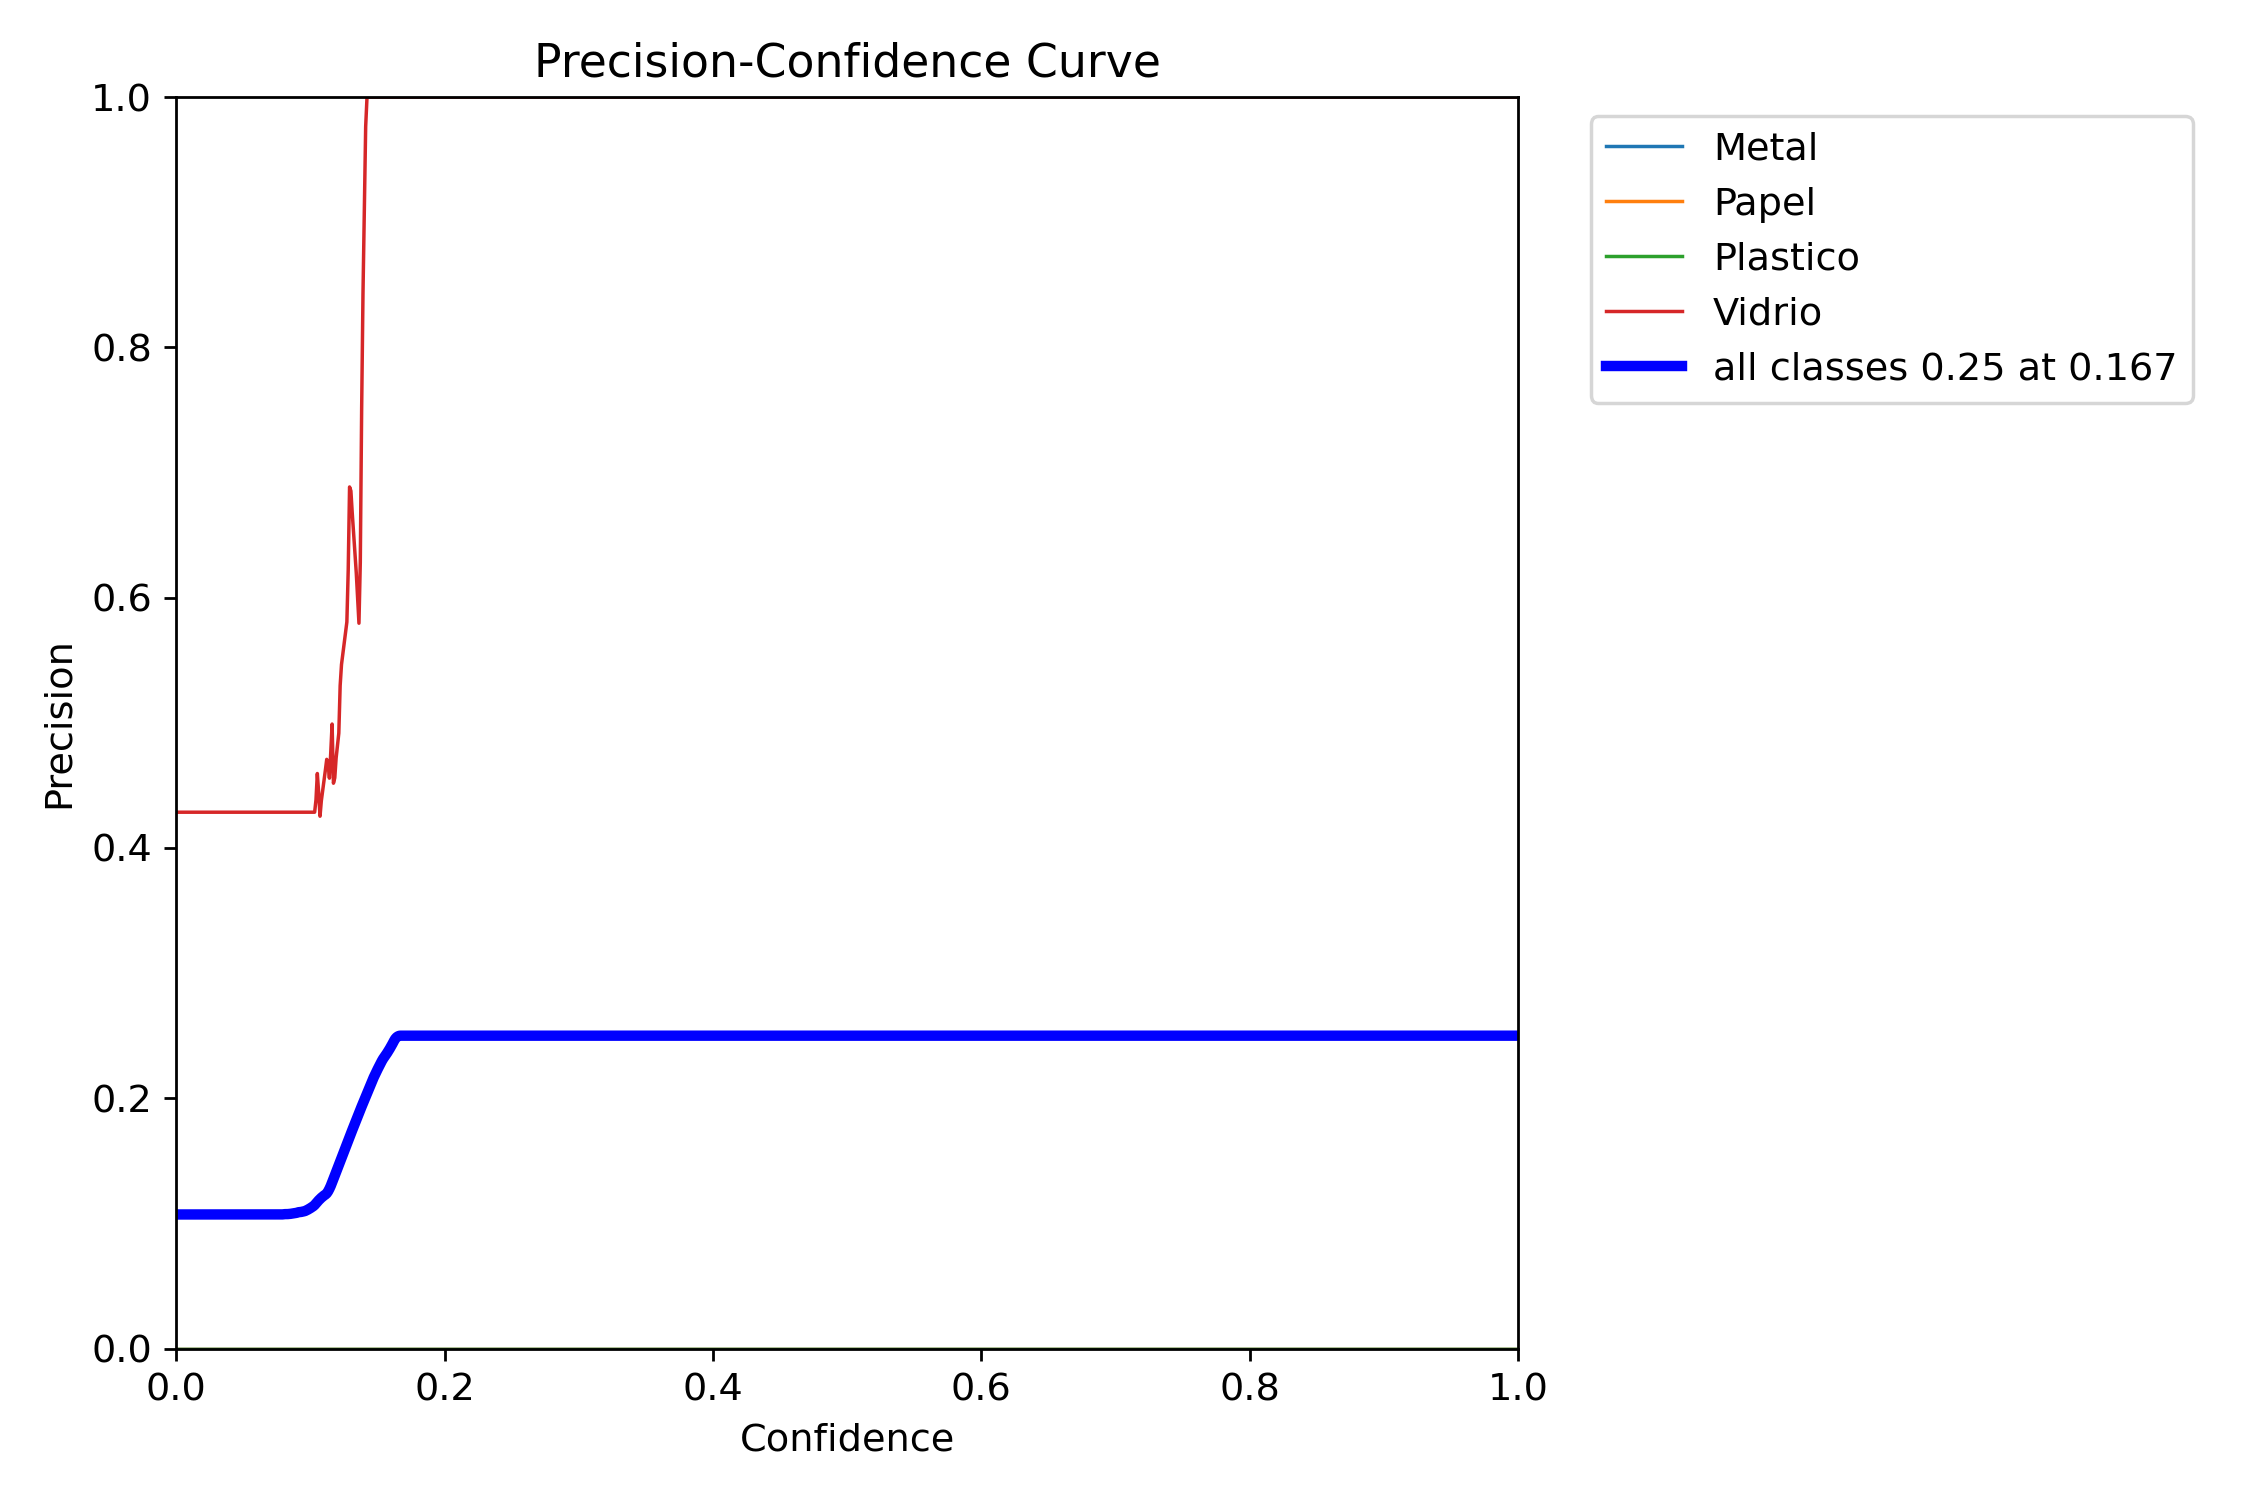 Precision-Confidence Curve
1.0
0.8
0.6
0.4
0.2
0.0
Precision
0.0 0.2 0.4 0.6 0.8 1.0
Confidence
Metal
Papel
Plastico
Vidrio
all classes 0.25 at 0.167